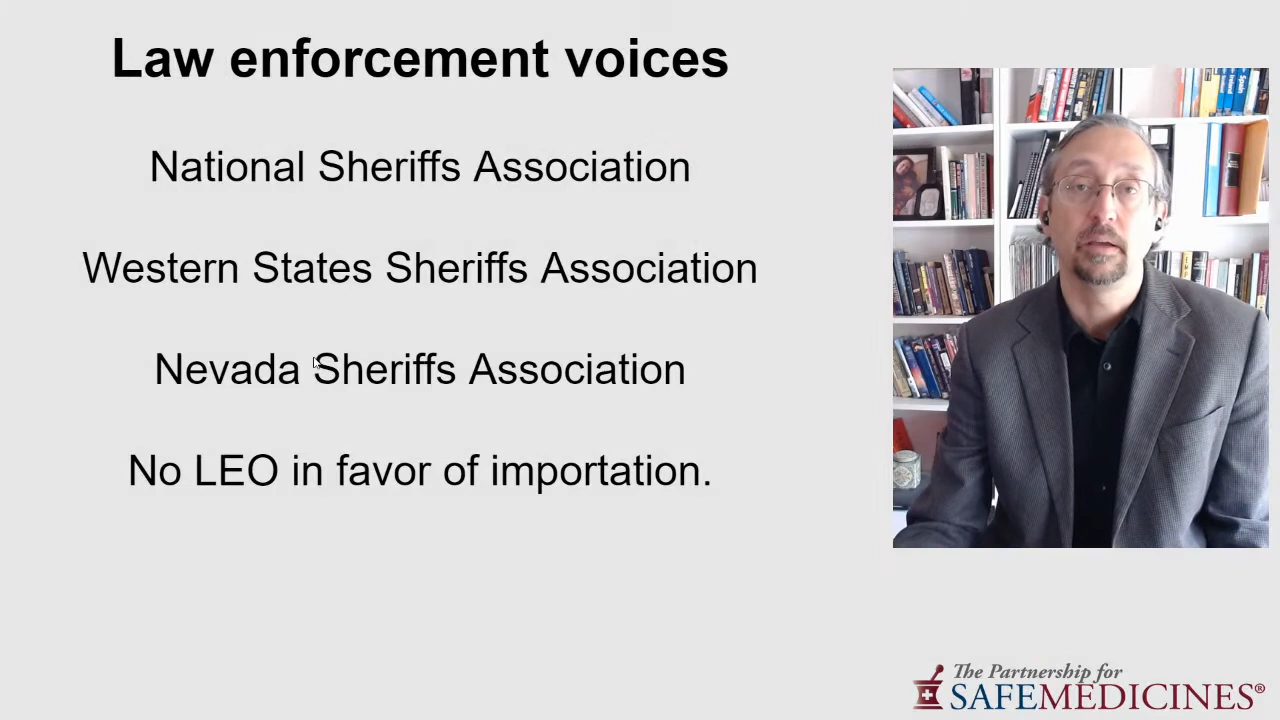 Law enforcement voices
National Sheriffs Association
Western States Sheriffs Association
Nevada Sheriffs Association
No LEO in favor of importation.
The Partnership for
SAFEMEDICINES®